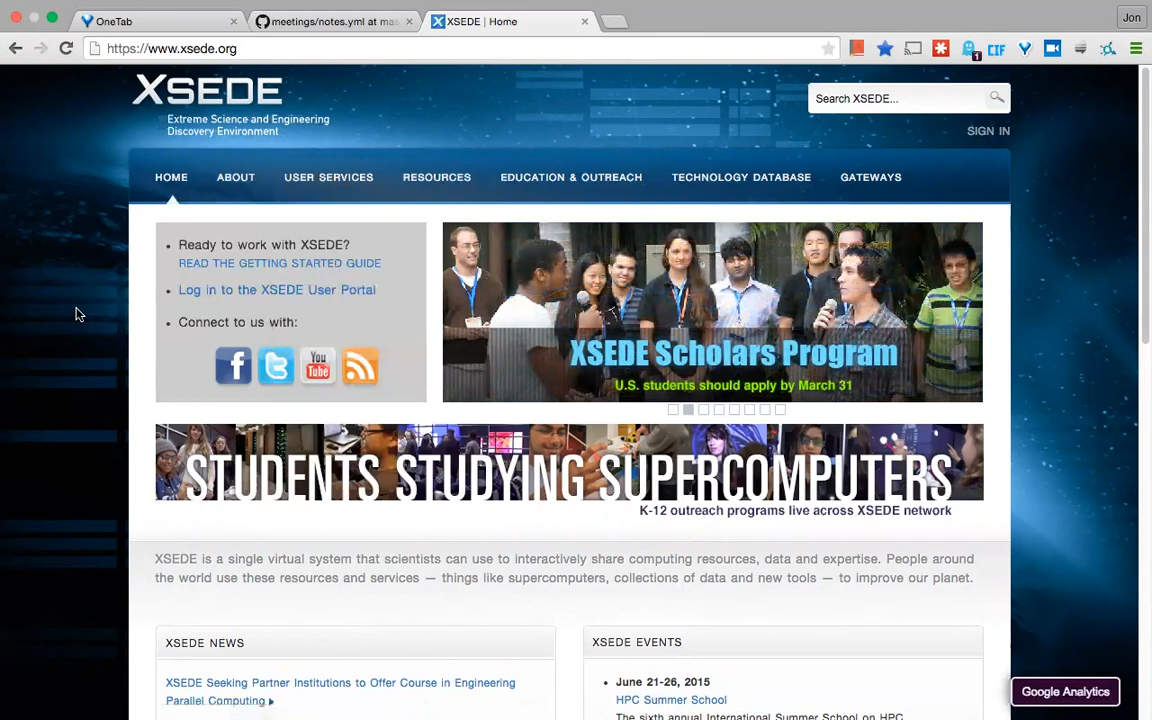 OneTab
meetings/notes.yml at mas
XSEDE | Home
Jon
https://www.xsede.org
1
CIF
XSEDE
Extreme Science and Engineering
Discovery Environment
Search XSEDE...
SIGN IN
HOME ABOUT USER SERVICES RESOURCES EDUCATION & OUTREACH TECHNOLOGY DATABASE GATEWAYS
Ready to work with XSEDE?
READ THE GETTING STARTED GUIDE
Log in to the XSEDE User Portal
Connect to us with:
f
You
Tube
XSEDE Scholars Program
U.S. students should apply by March 31
STUDENTS STUDYING SUPERCOMPUTERS
K-12 outreach programs live across XSEDE network
XSEDE is a single virtual system that scientists can use to interactively share computing resources, data and expertise. People around
the world use these resources and services — things like supercomputers, collections of data and new tools — to improve our planet.
XSEDE NEWS
XSEDE Seeking Partner Institutions to Offer Course in Engineering
Parallel Computing
XSEDE EVENTS
June 21-26, 2015
HPC Summer School
The sixth annual International Summer School on HPC
Google Analytics